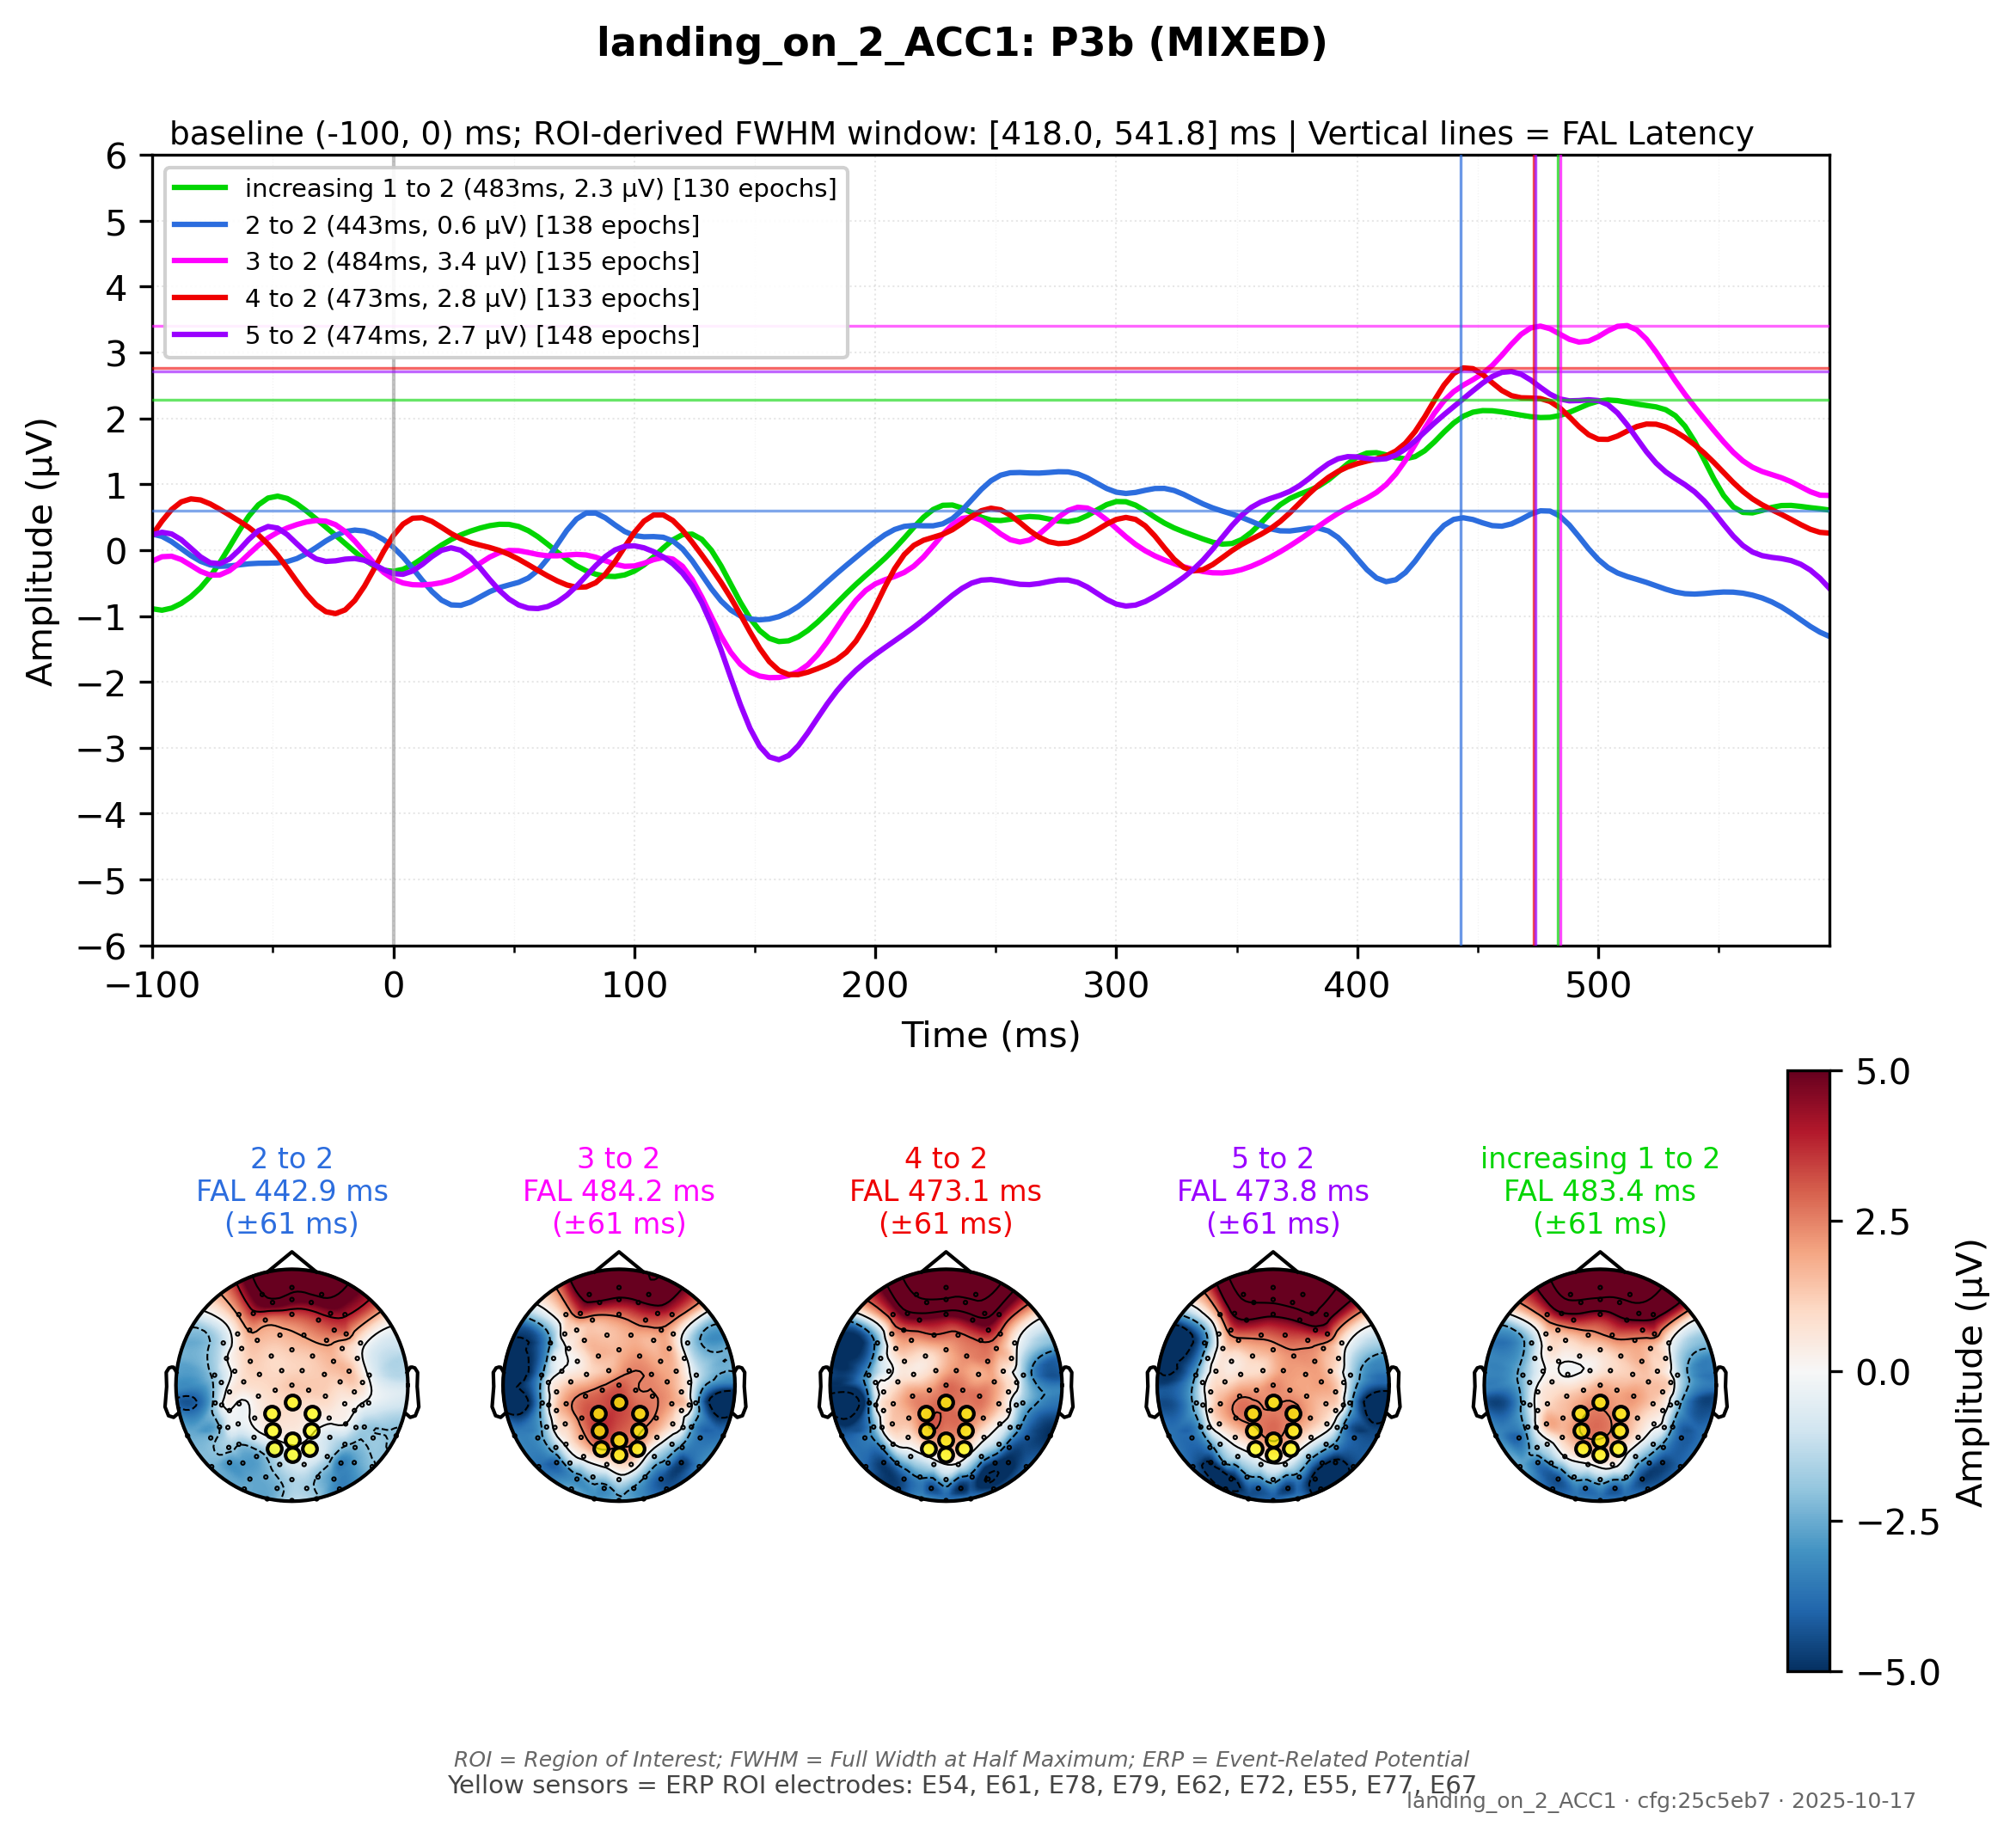 landing_on_2_ACC1: P3b (MIXED)
baseline (-100, 0) ms; ROI-derived FWHM window: [418.0, 541.8] ms | Vertical lines = FAL Latency
increasing 1 to 2 (483ms, 2.3 µV) [130 epochs]
2 to 2 (443ms, 0.6 µV) [138 epochs]
3 to 2 (484ms, 3.4 µV) [135 epochs]
4 to 2 (473ms, 2.8 µV) [133 epochs]
5 to 2 (474ms, 2.7 µV) [148 epochs]
Amplitude (µV)
6
5
4
3
2
1
0
−1
−2
−3
−4
−5
−6
−100 0 100 200 300 400 500
Time (ms)
2 to 2
FAL 442.9 ms
(±61 ms)
3 to 2
FAL 484.2 ms
(±61 ms)
4 to 2
FAL 473.1 ms
(±61 ms)
5 to 2
FAL 473.8 ms
(±61 ms)
increasing 1 to 2
FAL 483.4 ms
(±61 ms)
5.0
2.5
0.0
−2.5
−5.0
Amplitude (µV)
ROI = Region of Interest; FWHM = Full Width at Half Maximum; ERP = Event-Related Potential
Yellow sensors = ERP ROI electrodes: E54, E61, E78, E79, E62, E72, E55, E77, E67
landing_on_2_ACC1 · cfg:25c5eb7 · 2025-10-17